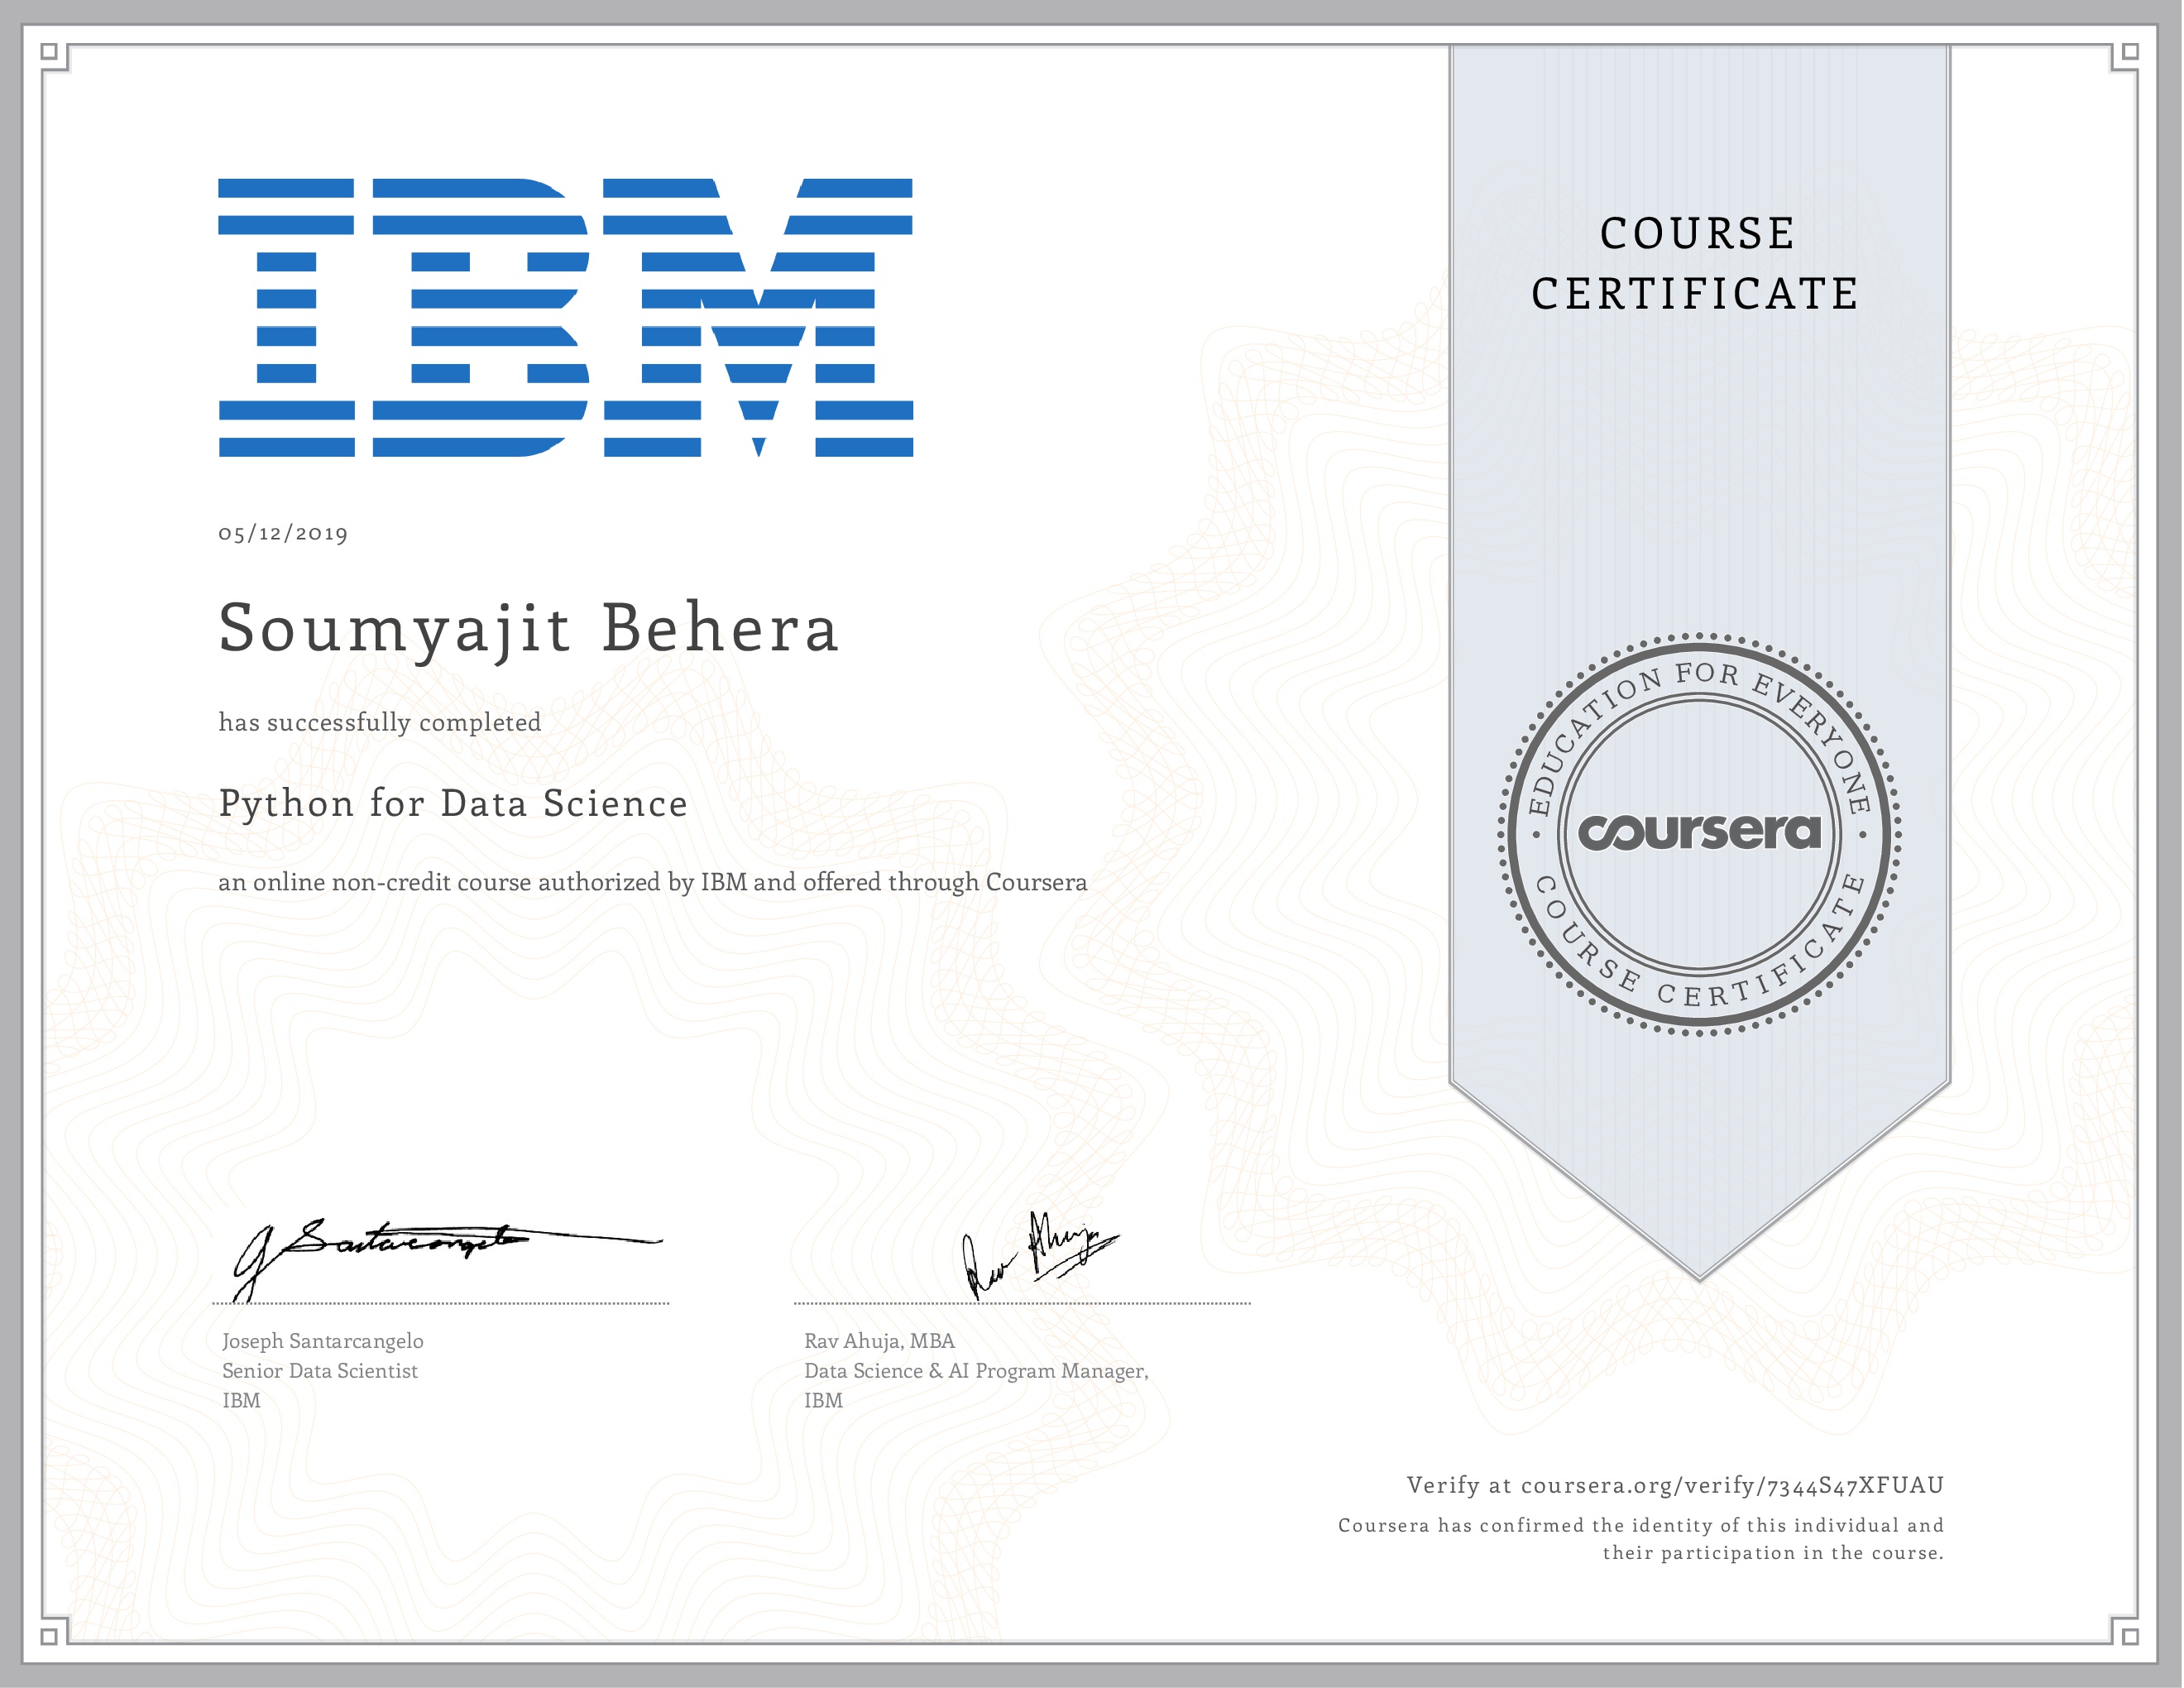 IBM
05/12/2019
Soumyajit Behera
has successfully completed
Python for Data Science
an online non-credit course authorized by IBM and offered through Coursera
COURSE
CERTIFICATE
EDUCATION FOR EVERYONE
coursera
COURSE CERTIFICATE
J Santarcangelo
Rav Ahuja
Joseph Santarcangelo
Senior Data Scientist
IBM
Rav Ahuja, MBA
Data Science & AI Program Manager,
IBM
Verify at coursera.org/verify/7344S47XFUAU
Coursera has confirmed the identity of this individual and
their participation in the course.